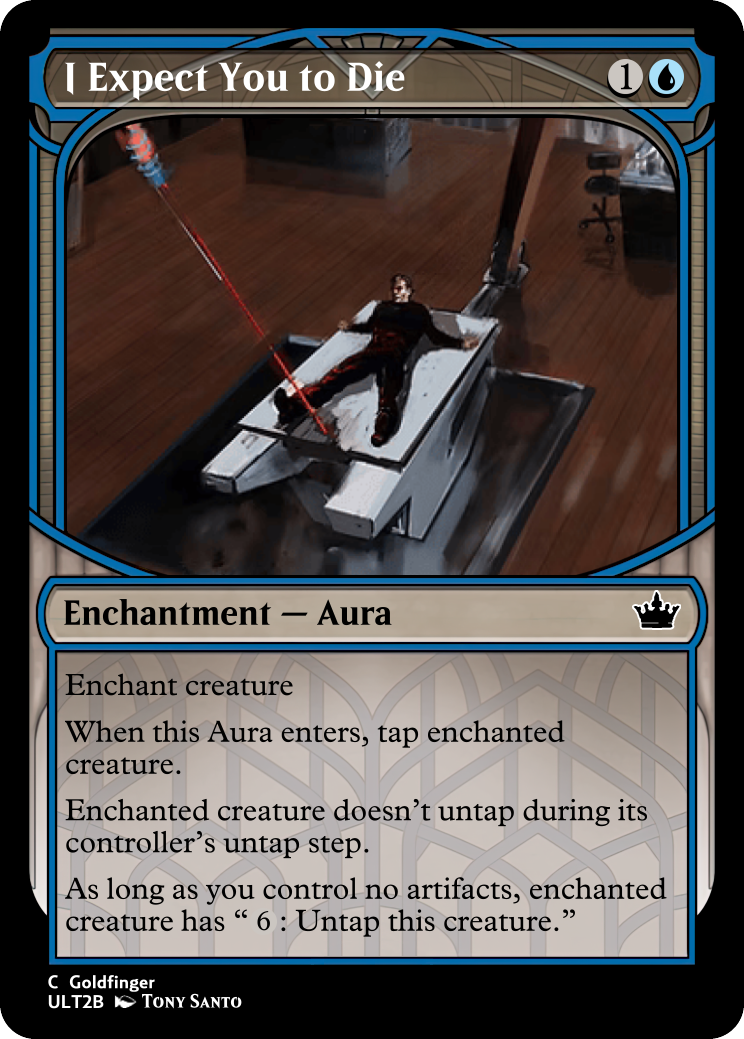 I Expect You to Die 1
Enchantment — Aura
Enchant creature
When this Aura enters, tap enchanted
creature.
Enchanted creature doesn't untap during its
controller's untap step.
As long as you control no artifacts, enchanted
creature has “ 6 : Untap this creature.”
C Goldfinger
ULT2B Tony Santo